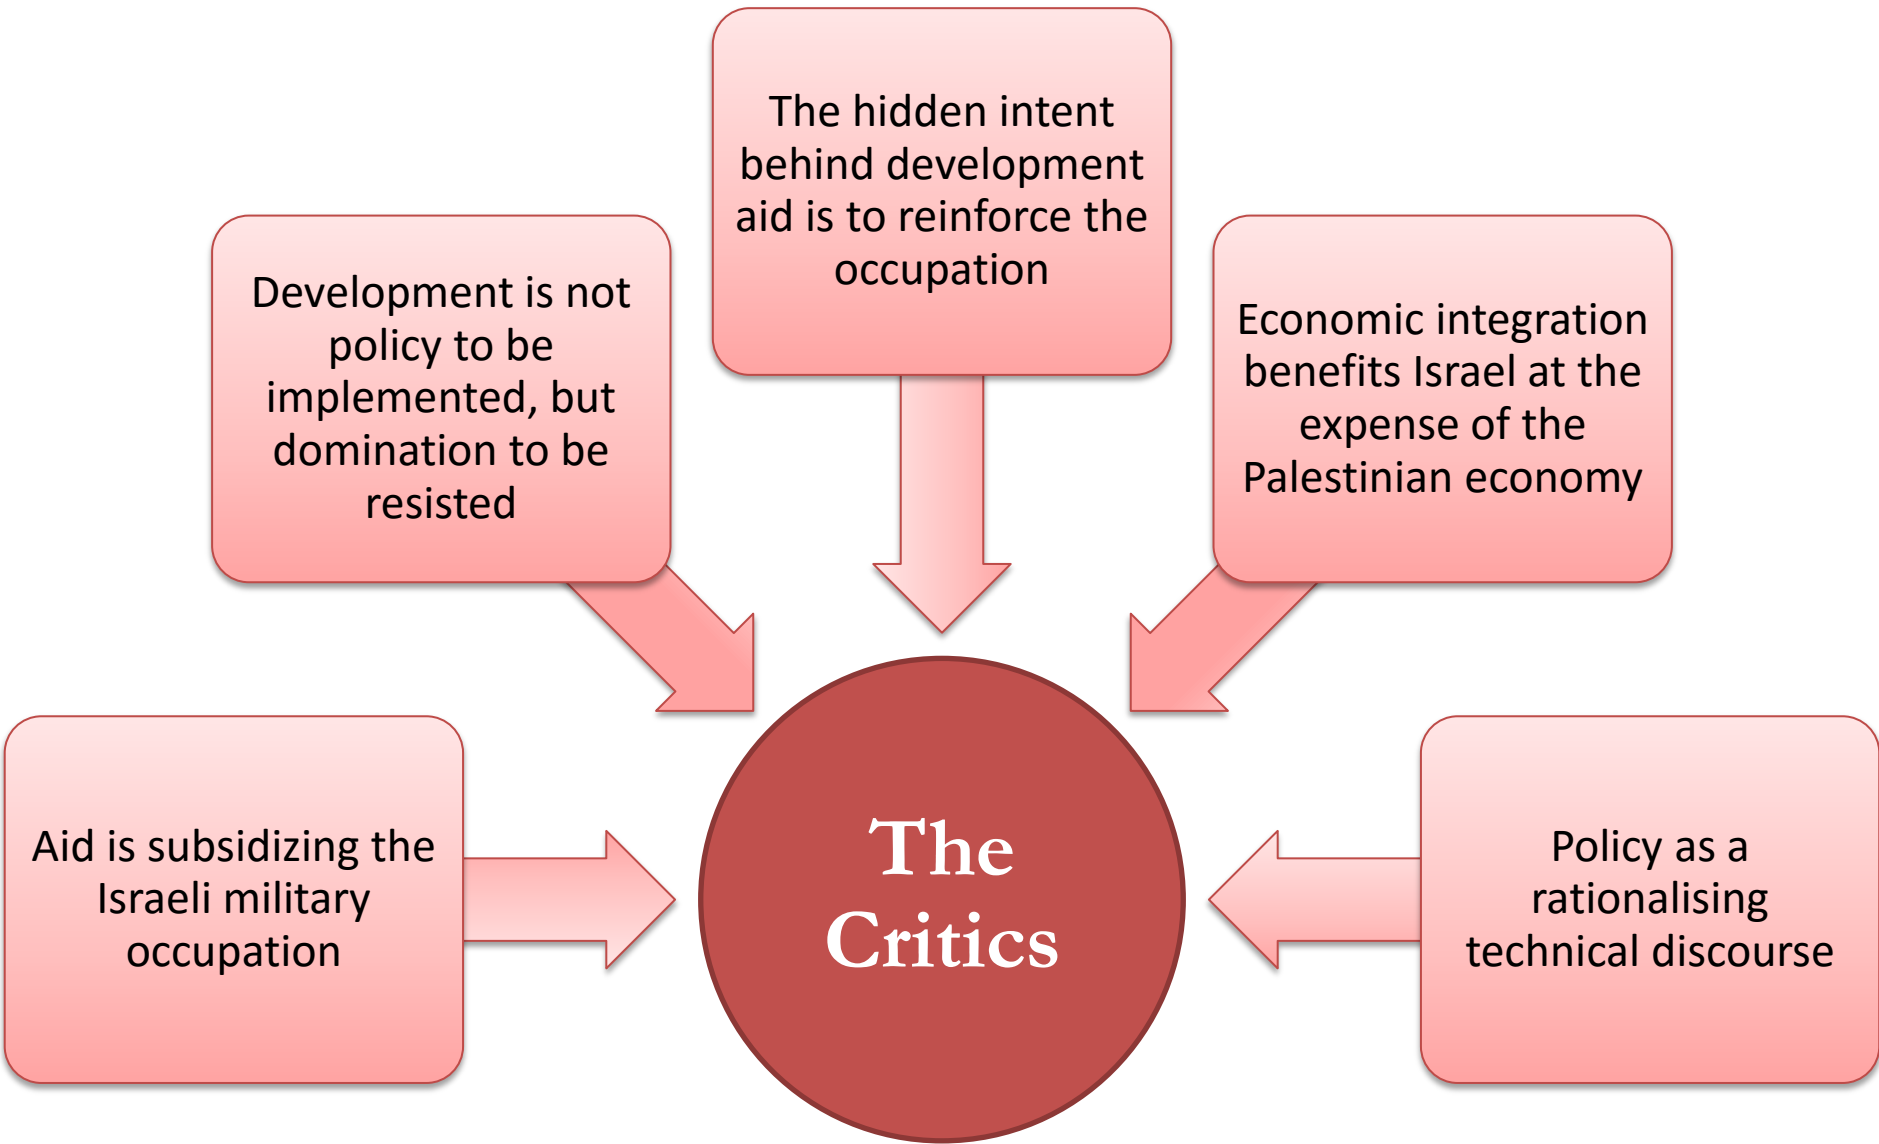 The hidden intent
behind development
aid is to reinforce the
occupation
Development is not
policy to be
implemented, but
domination to be
resisted
Economic integration
benefits Israel at the
expense of the
Palestinian economy
Aid is subsidizing the
Israeli military
occupation
The
Critics
Policy as a
rationalising
technical discourse